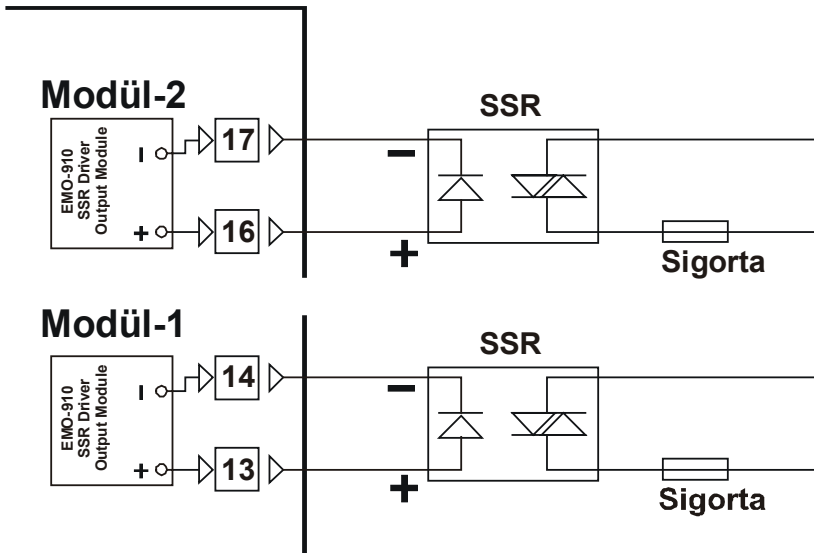 Modül-2
EMO-910
SSR Driver
Output Module
-
17
+
16
SSR
-
+
Sigorta
Modül-1
EMO-910
SSR Driver
Output Module
-
14
+
13
SSR
-
+
Sigorta